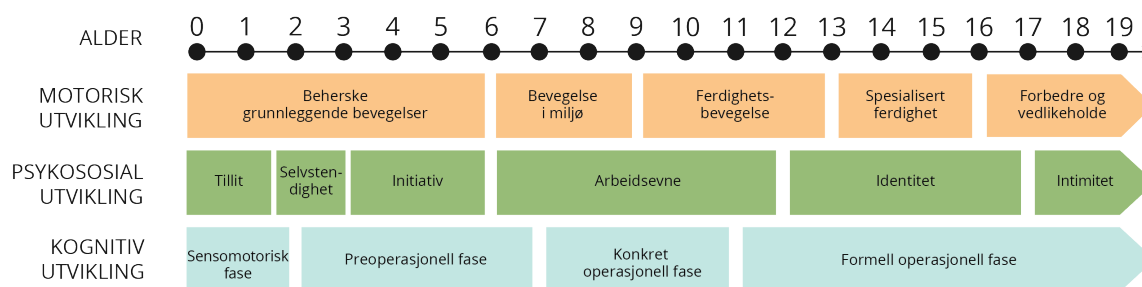 ALDER
0 1 2 3 4 5 6 7 8 9 10 11 12 13 14 15 16 17 18 19
MOTORISK
UTVIKLING
Beherske
grunnleggende bevegelser
Bevegelse
i miljø
Ferdighets-
bevegelse
Spesialisert
ferdighet
Forbedre og
vedlikeholde
PSYKOSOSIAL
UTVIKLING
Tillit
Selvsten-
dighet
Initiativ
Arbeidsevne
Identitet
Intimitet
KOGNITIV
UTVIKLING
Sensomotorisk
fase
Preoperasjonell fase
Konkret
operasjonell fase
Formell operasjonell fase